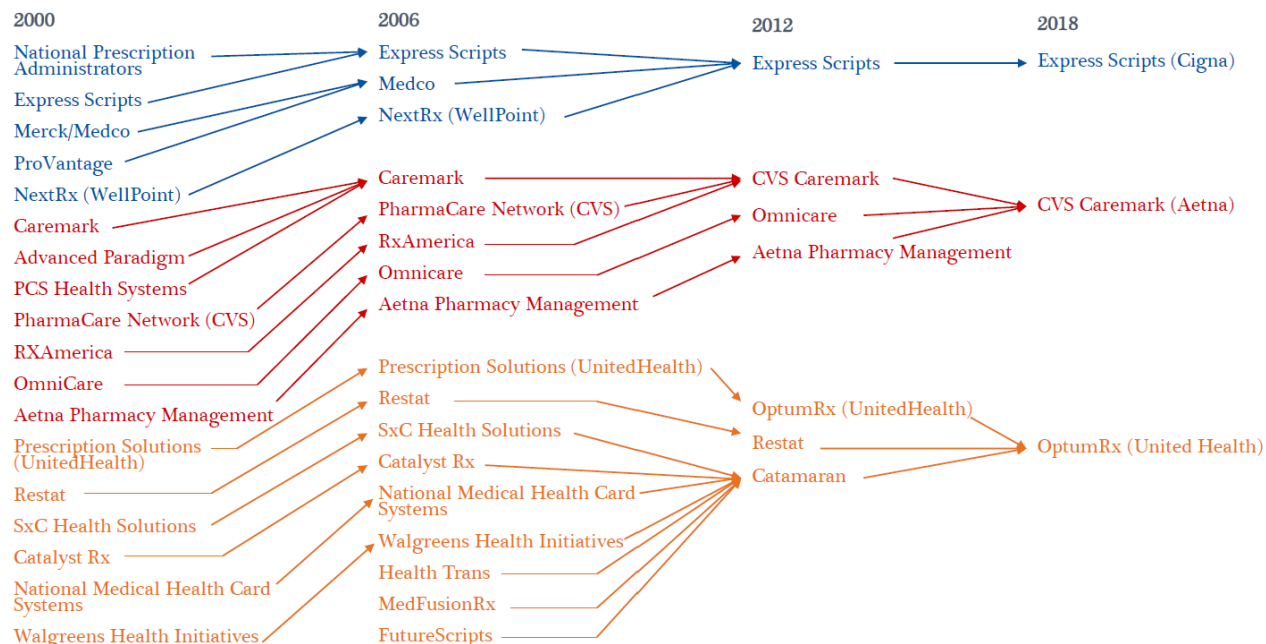 2000
National Prescription
Administrators
Express Scripts
Merck/Medco
ProVantage
NextRx (WellPoint)
Caremark
Advanced Paradigm
PCS Health Systems
PharmaCare Network (CVS)
RXAmerica
OmniCare
Aetna Pharmacy Management
Prescription Solutions
(UnitedHealth)
Restat
SxC Health Solutions
Catalyst Rx
National Medical Health Card
Systems
Walgreens Health Initiatives
2006
Express Scripts
Medco
NextRx (WellPoint)
Caremark
PharmaCare Network (CVS)
RxAmerica
Omnicare
Aetna Pharmacy Management
Prescription Solutions (UnitedHealth)
Restat
SxC Health Solutions
Catalyst Rx
National Medical Health Card
Systems
Walgreens Health Initiatives
Health Trans
MedFusionRx
FutureScripts
2012
Express Scripts
CVS Caremark
Omnicare
Aetna Pharmacy Management
OptumRx (UnitedHealth)
Restat
Catamaran
2018
Express Scripts (Cigna)
CVS Caremark (Aetna)
OptumRx (United Health)